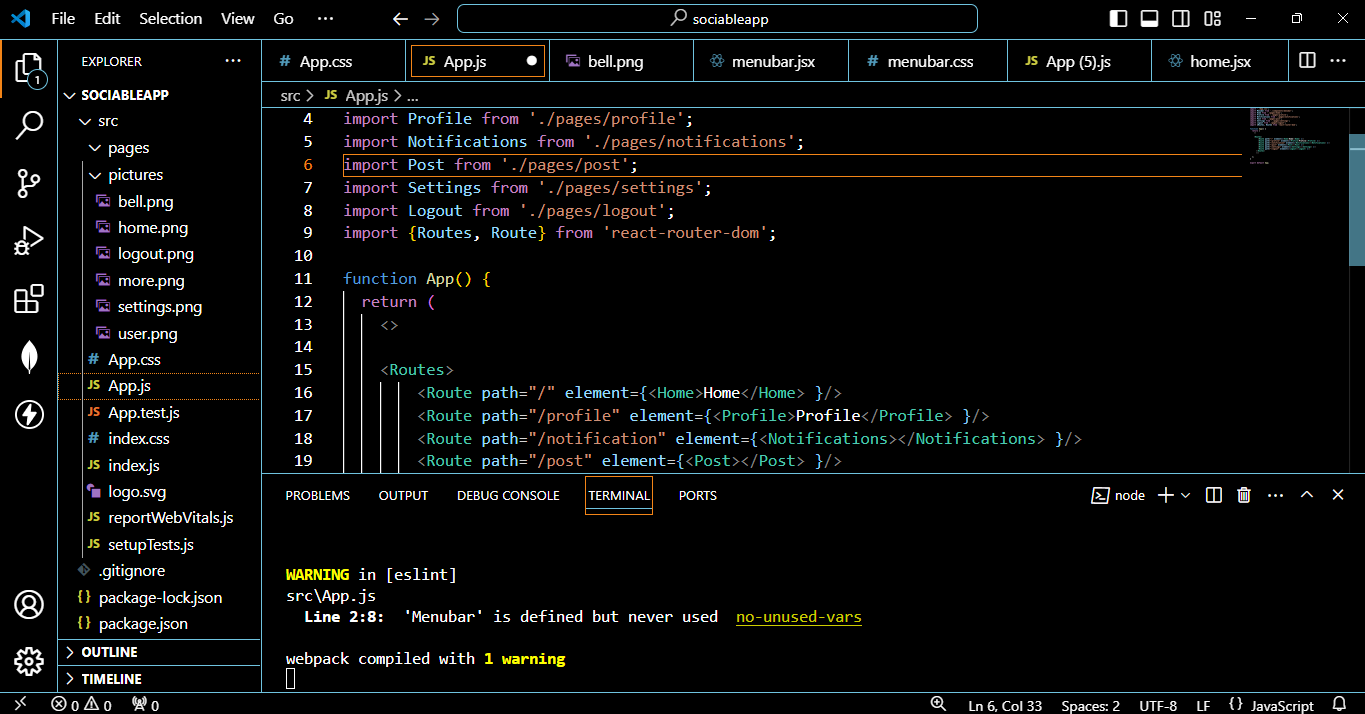 File Edit Selection View Go ··· sociableapp
1
EXPLORER ···
SOCIABLEAPP
src
pages
pictures
bell.png
home.png
logout.png
more.png
settings.png
user.png
# App.css
JS App.js
JS App.test.js
# index.css
JS index.js
logo.svg
JS reportWebVitals.js
JS setupTests.js
.gitignore
{} package-lock.json
{} package.json
OUTLINE
TIMELINE
# App.css JS App.js bell.png menubar.jsx # menubar.css JS App (5).js home.jsx ···
src > JS App.js > ...
4 import Profile from './pages/profile';
5 import Notifications from './pages/notifications';
6 import Post from './pages/post';
7 import Settings from './pages/settings';
8 import Logout from './pages/logout';
9 import {Routes, Route} from 'react-router-dom';
10
11 function App() {
12 return (
13 <>
14
15 <Routes>
16 <Route path="/" element={<Home>Home</Home> }/>
17 <Route path="/profile" element={<Profile>Profile</Profile> }/>
18 <Route path="/notification" element={<Notifications></Notifications> }/>
19 <Route path="/post" element={<Post></Post> }/>
PROBLEMS OUTPUT DEBUG CONSOLE TERMINAL PORTS node ···
WARNING in [eslint]
src\App.js
Line 2:8: 'Menubar' is defined but never used no-unused-vars
webpack compiled with 1 warning
0 0 0 Ln 6, Col 33 Spaces: 2 UTF-8 LF {} JavaScript